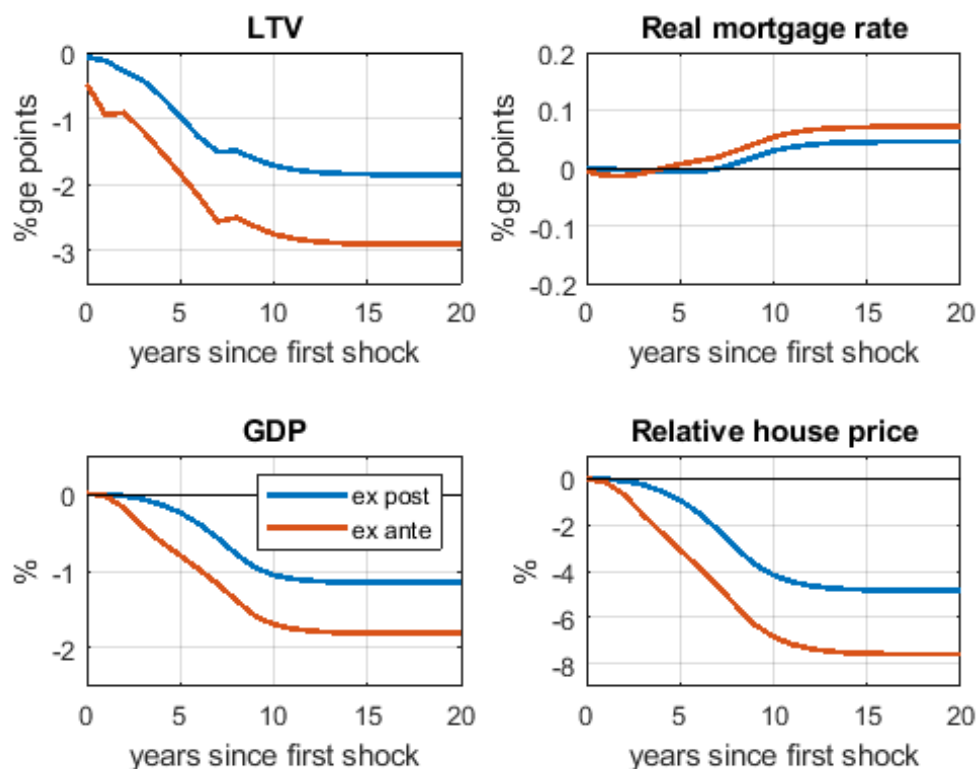 LTV
0
-1
-2
-3
%ge points
0 5 10 15 20
years since first shock
Real mortgage rate
0.2
0.1
0
-0.1
-0.2
%ge points
0 5 10 15 20
years since first shock
GDP
0
-1
-2
%
ex post
ex ante
0 5 10 15 20
years since first shock
Relative house price
0
-2
-4
-6
-8
%
0 5 10 15 20
years since first shock